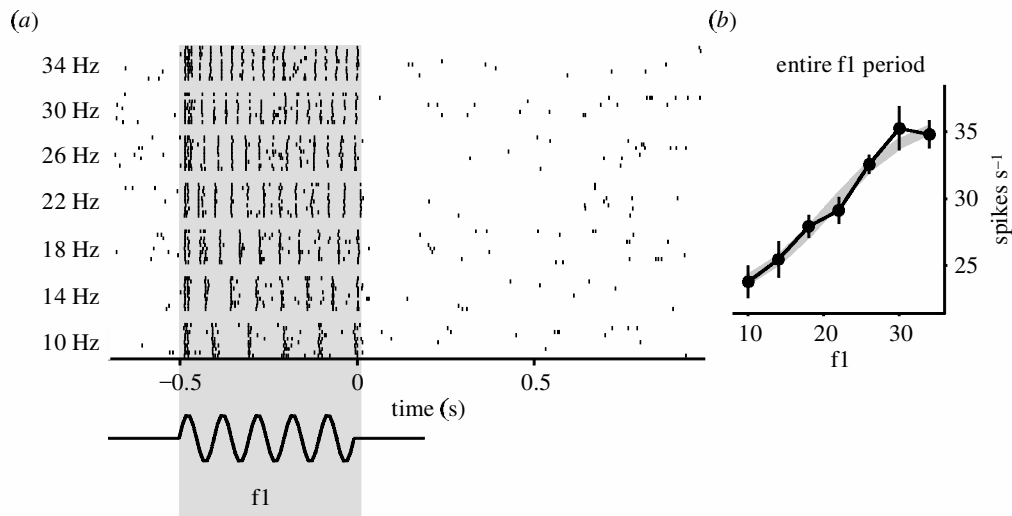 (a)
34 Hz
30 Hz
26 Hz
22 Hz
18 Hz
14 Hz
10 Hz
−0.5
0
0.5
time (s)
f1
(b)
entire f1 period
35
30
25
spikes s⁻¹
10
20
30
f1